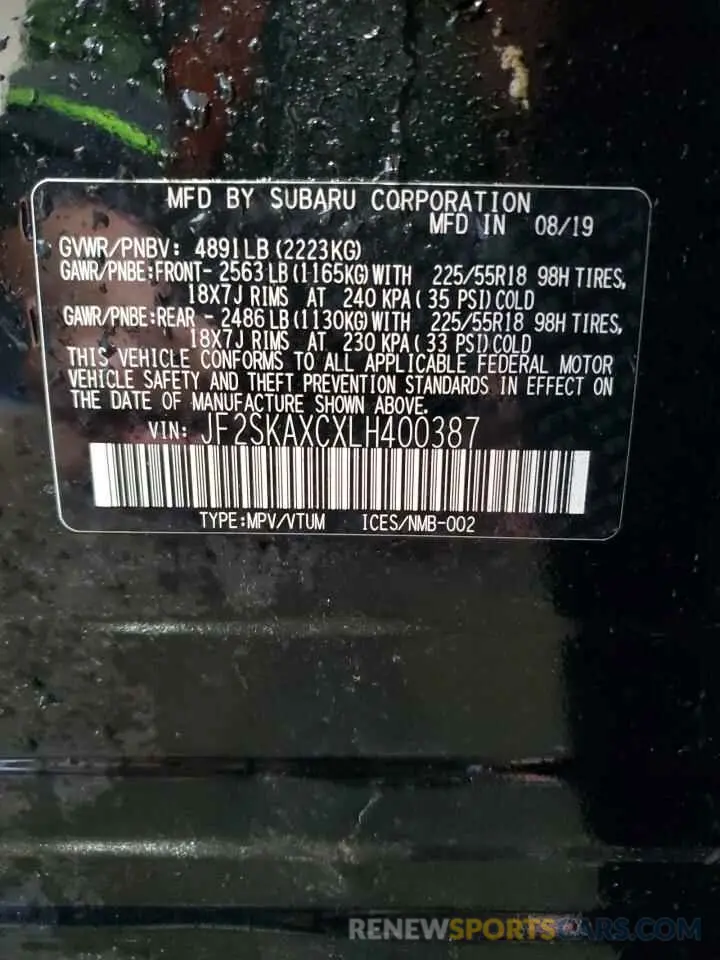 MFD BY SUBARU CORPORATION
MFD IN 08/19
GVWR/PNBV: 4891LB (2223KG)
GAWR/PNBE:FRONT- 2563 LB (1165KG)WITH 225/55R18 98H TIRES,
18X7J RIMS AT 240 KPA ( 35 PSI)COLD
GAWR/PNBE:REAR - 2486 LB (1130KG)WITH 225/55R18 98H TIRES,
18X7J RIMS AT 230 KPA ( 33 PSI)COLD
THIS VEHICLE CONFORMS TO ALL APPLICABLE FEDERAL MOTOR
VEHICLE SAFETY AND THEFT PREVENTION STANDARDS IN EFFECT ON
THE DATE OF MANUFACTURE SHOWN ABOVE.
VIN: JF2SKAXCXLH400387
TYPE:MPV/VTUM ICES/NMB-002
RENEWSPORTSCARS.COM